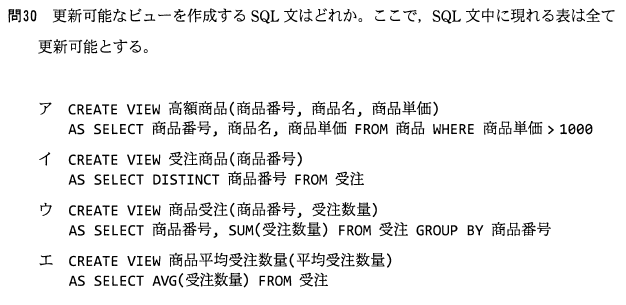 問30 更新可能なビューを作成する SQL 文はどれか。ここで，SQL 文中に現れる表は全て
更新可能とする。
ア CREATE VIEW 高額商品(商品番号, 商品名, 商品単価)
AS SELECT 商品番号, 商品名, 商品単価 FROM 商品 WHERE 商品単価 > 1000
イ CREATE VIEW 受注商品(商品番号)
AS SELECT DISTINCT 商品番号 FROM 受注
ウ CREATE VIEW 商品受注(商品番号, 受注数量)
AS SELECT 商品番号, SUM(受注数量) FROM 受注 GROUP BY 商品番号
エ CREATE VIEW 商品平均受注数量(平均受注数量)
AS SELECT AVG(受注数量) FROM 受注